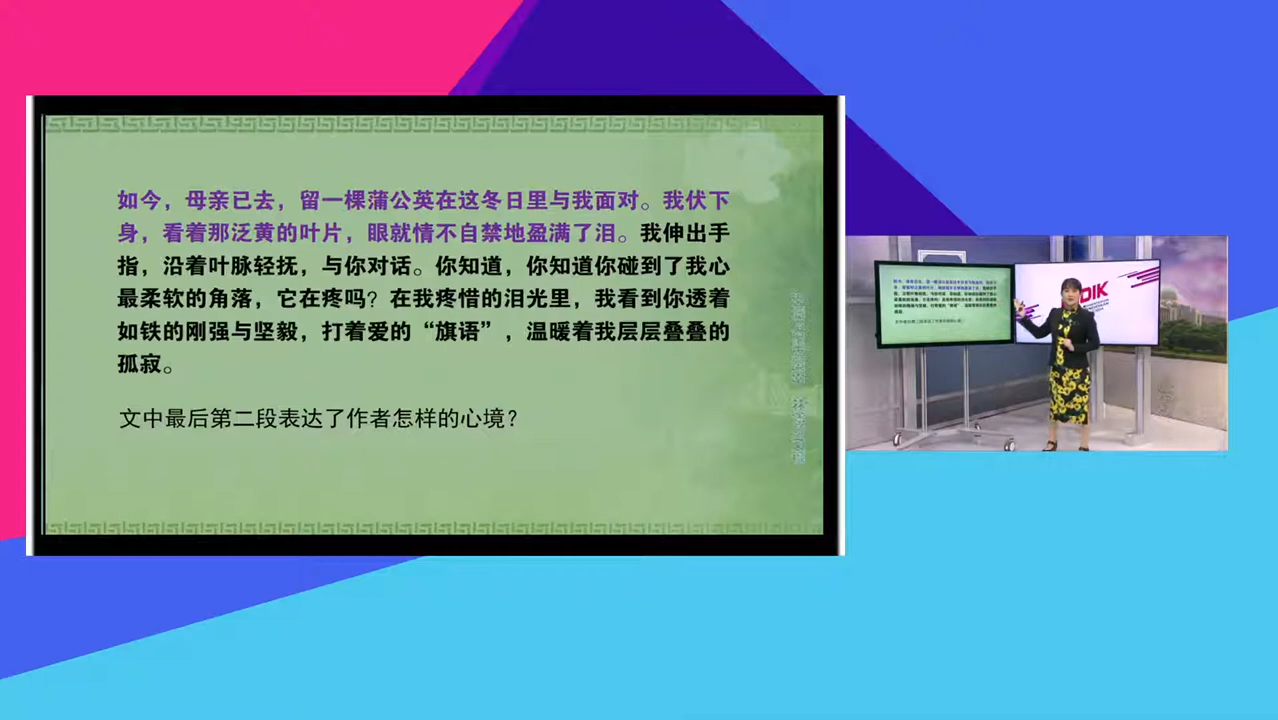 如今，母亲已去，留一棵蒲公英在这冬日里与我面对。我伏下
身，看着那泛黄的叶片，眼就情不自禁地盈满了泪。我伸出手
指，沿着叶脉轻抚，与你对话。你知道，你知道你碰到了我心
最柔软的角落，它在疼吗？在我疼惜的泪光里，我看到你透着
如铁的刚强与坚毅，打着爱的“旗语”，温暖着我层层叠叠的
孤寂。
文中最后第二段表达了作者怎样的心境？
DIK